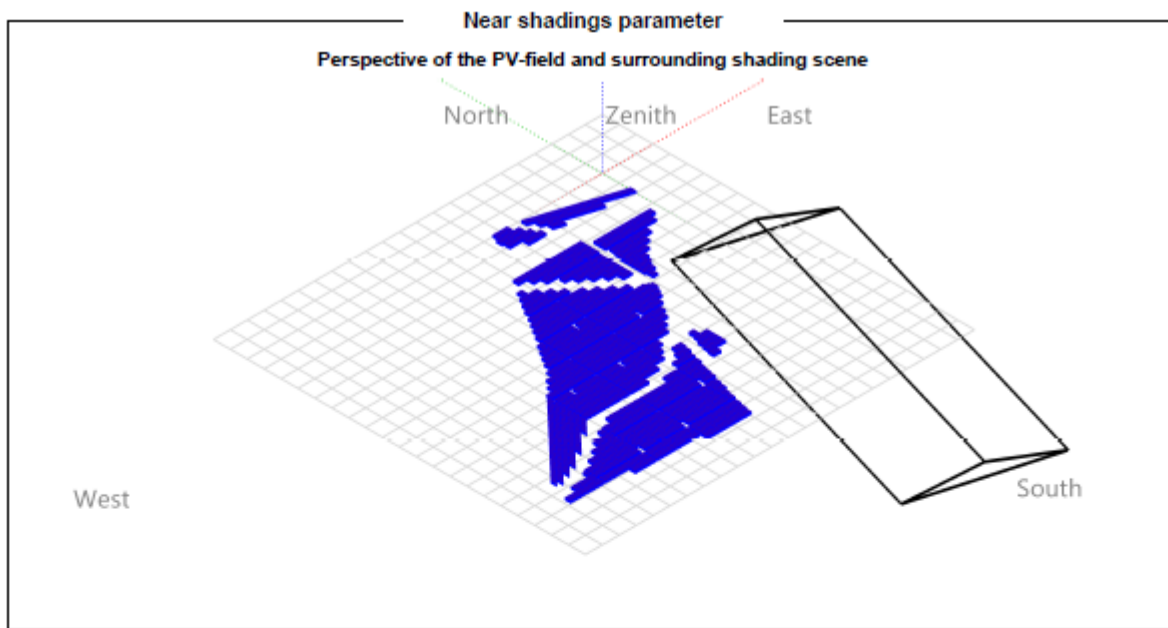 Near shadings parameter
Perspective of the PV-field and surrounding shading scene
North Zenith East
West
South